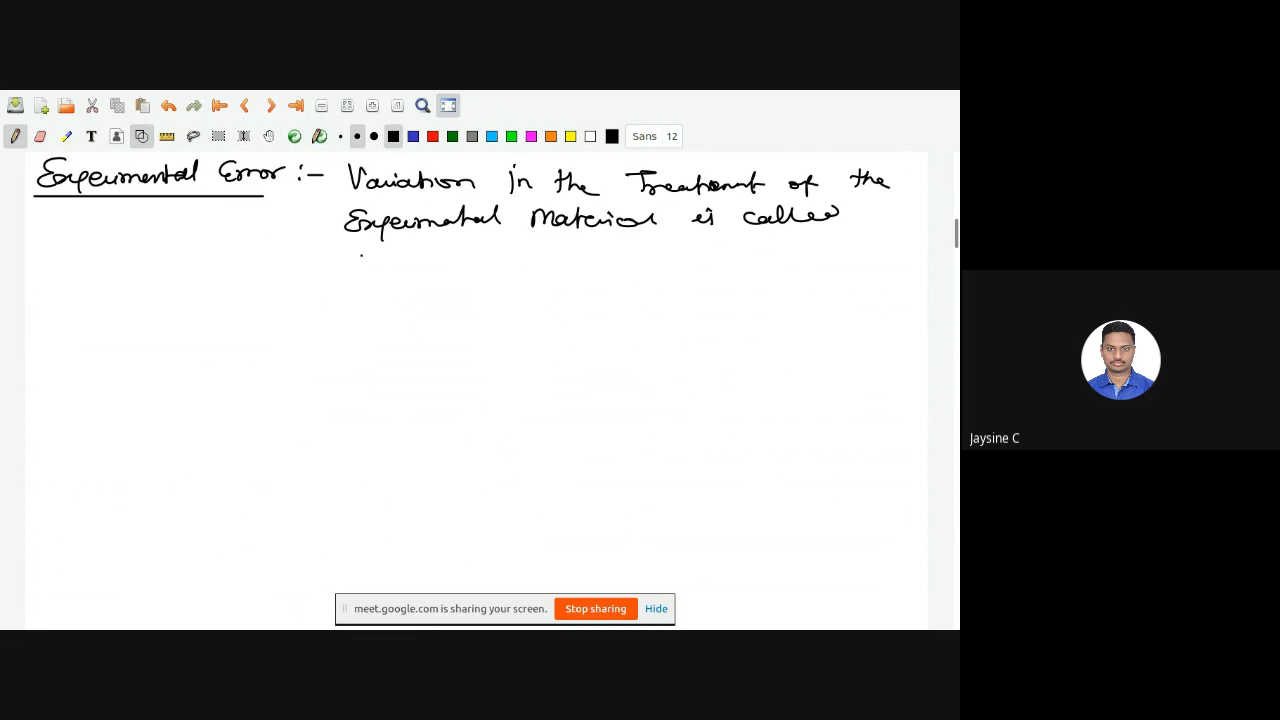 Sans 12
Experimental Error :- Variation in the Treatment of the
Experimental Material is called
Jaysine C
meet.google.com is sharing your screen. Stop sharing Hide